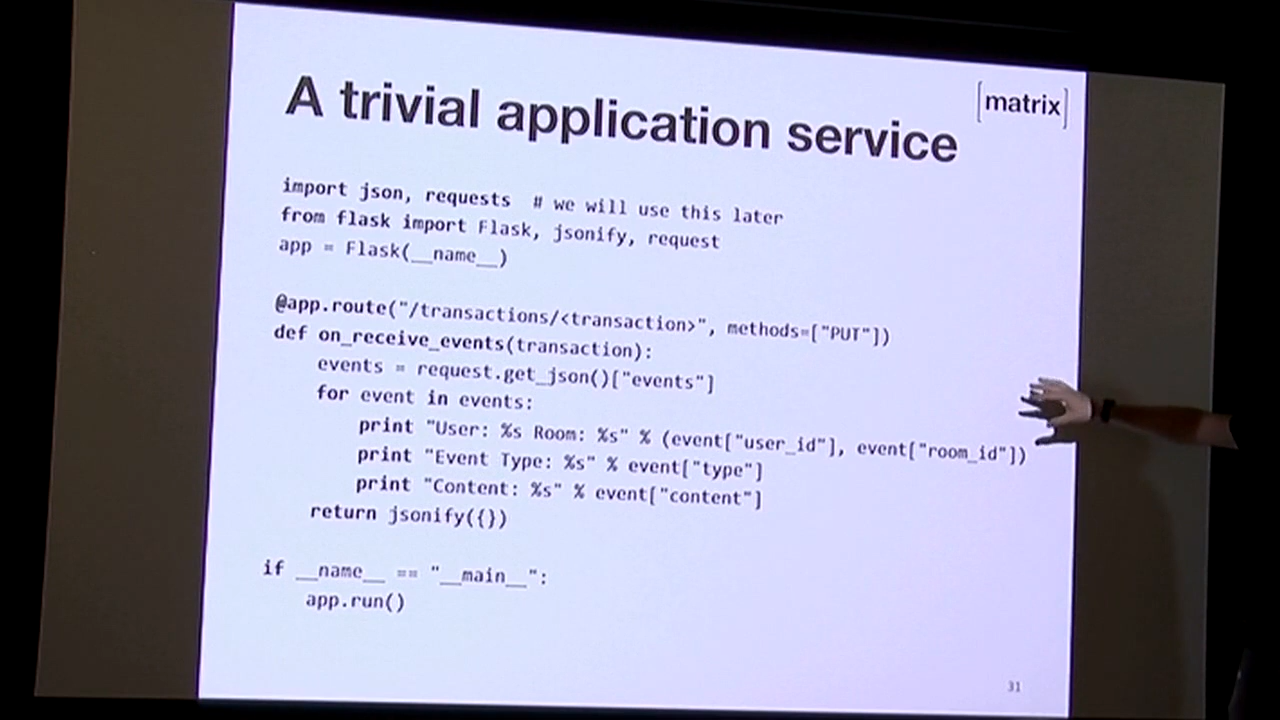 A trivial application service
[matrix]
import json, requests  # we will use this later
from flask import Flask, jsonify, request
app = Flask(__name__)
@app.route("/transactions/<transaction>", methods=["PUT"])
def on_receive_events(transaction):
    events = request.get_json()["events"]
    for event in events:
        print "User: %s Room: %s" % (event["user_id"], event["room_id"])
        print "Event Type: %s" % event["type"]
        print "Content: %s" % event["content"]
    return jsonify({})
if __name__ == "__main__":
    app.run()
31